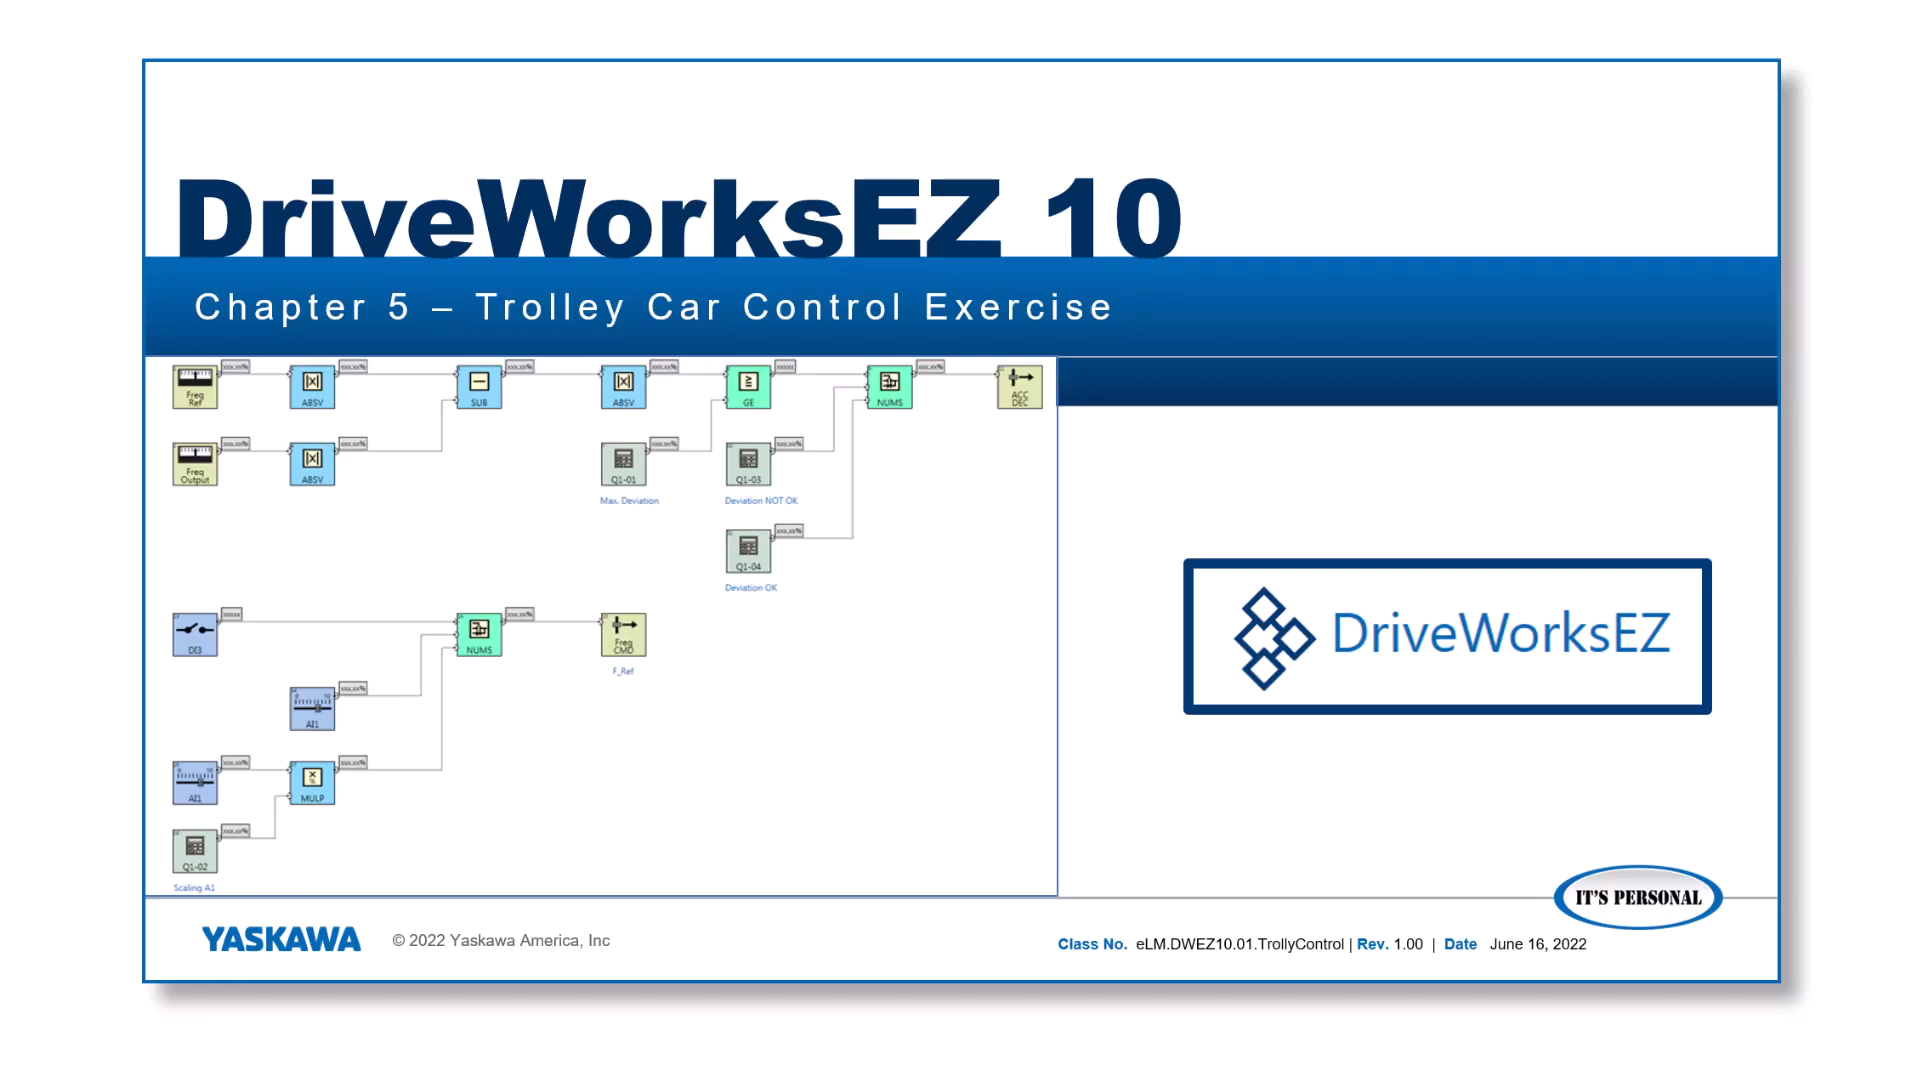 DriveWorksEZ 10
Chapter 5 – Trolley Car Control Exercise
Freq Ref
ABSV
SUB
ABSV
GE
NUMS
ACC DEC
Freq Output
ABSV
Q1-01
Max. Deviation
Q1-03
Deviation NOT OK
Q1-04
Deviation OK
DI3
NUMS
Freq CMD
F_Ref
AI1
AI1
MULP
Q1-02
Scaling A1
DriveWorksEZ
IT'S PERSONAL
YASKAWA
© 2022 Yaskawa America, Inc
Class No. eLM.DWEZ10.01.TrollyControl | Rev. 1.00 | Date June 16, 2022